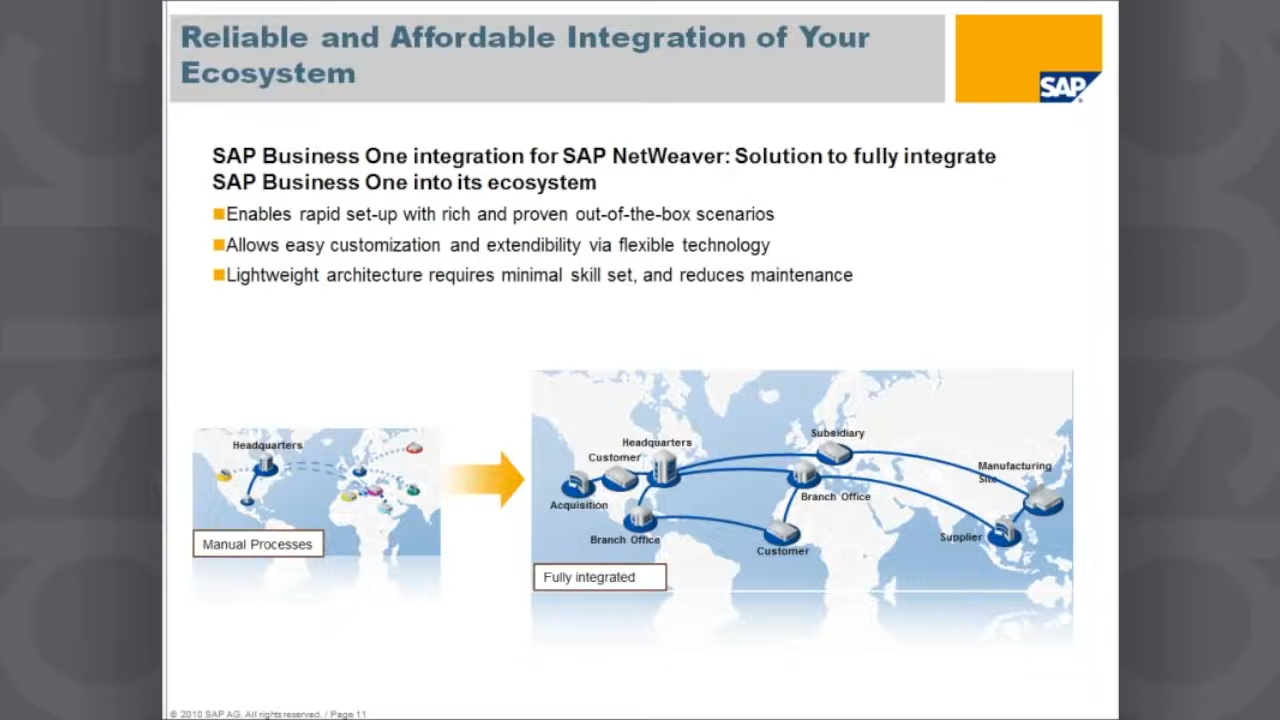 Reliable and Affordable Integration of Your
Ecosystem
SAP
SAP Business One integration for SAP NetWeaver: Solution to fully integrate
SAP Business One into its ecosystem
Enables rapid set-up with rich and proven out-of-the-box scenarios
Allows easy customization and extendibility via flexible technology
Lightweight architecture requires minimal skill set, and reduces maintenance
Headquarters
Manual Processes
Subsidiary
Headquarters
Customer
Manufacturing
Site
Acquisition
Branch Office
Branch Office
Supplier
Customer
Fully integrated
© 2010 SAP AG. All rights reserved. / Page 11